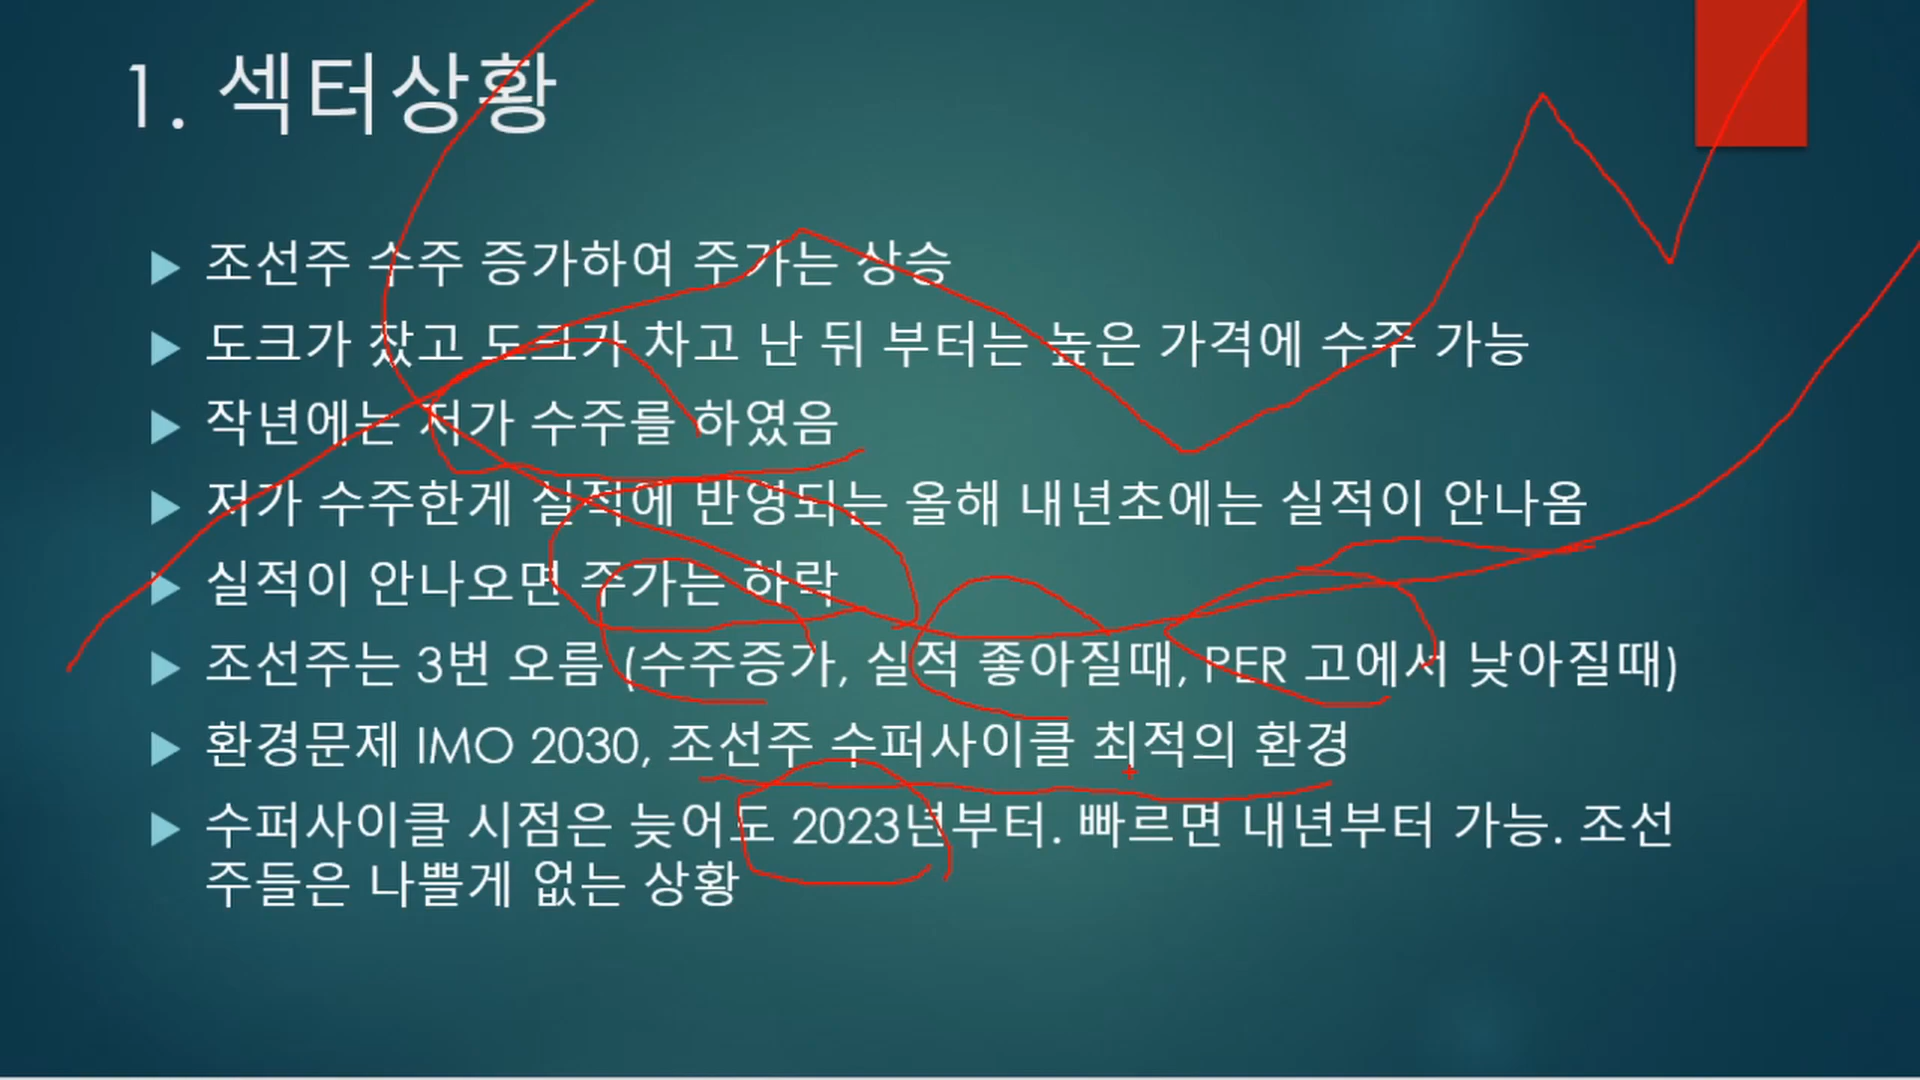 1. 섹터상황
조선주 수주 증가하여 주가는 상승
도크가 찼고 도크가 차고 난 뒤 부터는 높은 가격에 수주 가능
작년에는 저가 수주를 하였음
저가 수주한게 실적에 반영되는 올해 내년초에는 실적이 안나옴
실적이 안나오면 주가는 하락
조선주는 3번 오름 (수주증가, 실적 좋아질때, PER 고에서 낮아질때)
환경문제 IMO 2030, 조선주 수퍼사이클 최적의 환경
수퍼사이클 시점은 늦어도 2023년부터. 빠르면 내년부터 가능. 조선
주들은 나쁠게 없는 상황